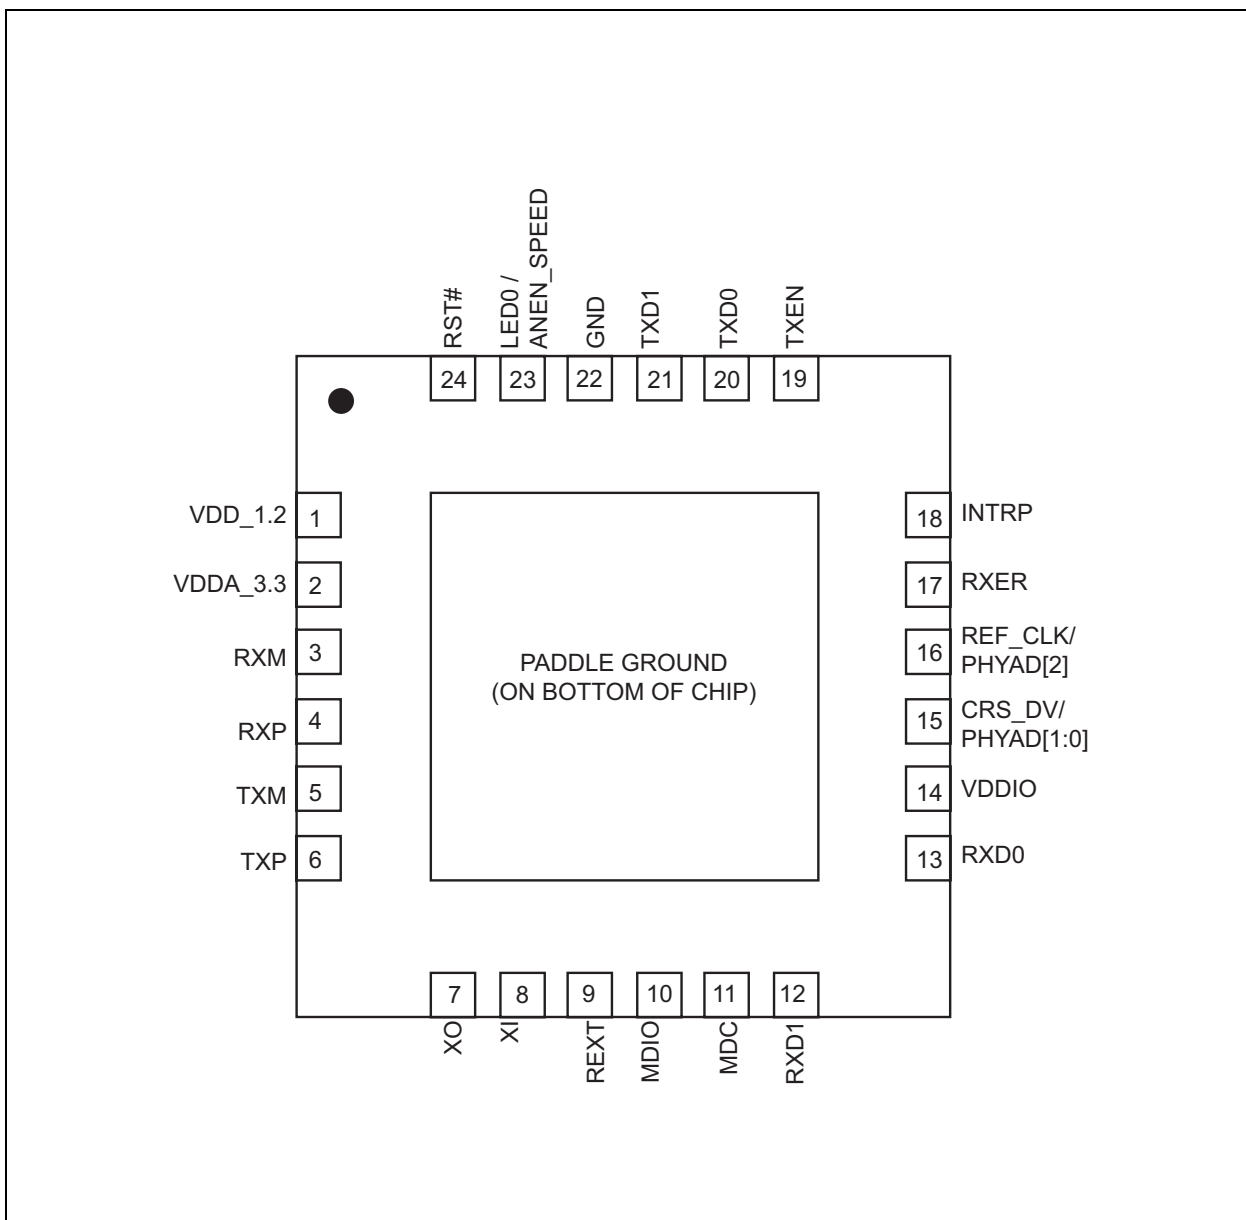 RST#
LED0 /
ANEN_SPEED
GND
TXD1
TXD0
TXEN
24
23
22
21
20
19
VDD_1.2
1
VDDA_3.3
2
RXM
3
RXP
4
TXM
5
TXP
6
PADDLE GROUND
(ON BOTTOM OF CHIP)
18
INTRP
17
RXER
16
REF_CLK/
PHYAD[2]
15
CRS_DV/
PHYAD[1:0]
14
VDDIO
13
RXD0
7
8
9
10
11
12
XO
XI
REXT
MDIO
MDC
RXD1